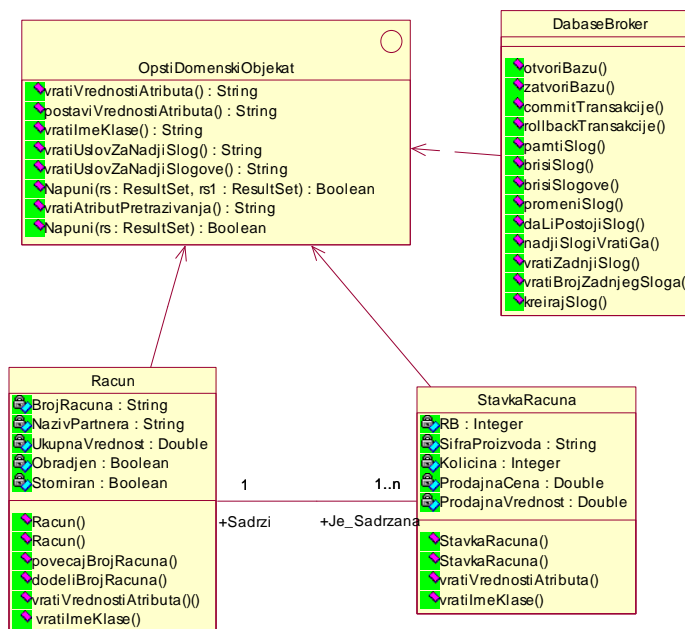 OpstiDomenskiObjekat
vratiVrednostiAtributa() : String
postaviVrednostiAtributa() : String
vratiImeKlase() : String
vratiUslovZaNadjiSlog() : String
vratiUslovZaNadjiSlogove() : String
Napuni(rs : ResultSet, rs1 : ResultSet) : Boolean
vratiAtributPretrazivanja() : String
Napuni(rs : ResultSet) : Boolean
DabaseBroker
otvoriBazu()
zatvoriBazu()
commitTransakcije()
rollbackTransakcije()
pamtiSlog()
brisiSlog()
brisiSlogove()
promeniSlog()
daLiPostojiSlog()
nadjiSlogiVratiGa()
vratiZadnjiSlog()
vratiBrojZadnjegSloga()
kreirajSlog()
Racun
BrojRacuna : String
NazivPartnera : String
UkupnaVrednost : Double
Obradjen : Boolean
Storniran : Boolean
Racun()
Racun()
povecajBrojRacuna()
dodeliBrojRacuna()
vratiVrednostiAtributa()()
vratiImeKlase()
1
+Sadrzi
1..n
+Je_Sadrzana
StavkaRacuna
RB : Integer
SifraProizvoda : String
Kolicina : Integer
ProdajnaCena : Double
ProdajnaVrednost : Double
StavkaRacuna()
StavkaRacuna()
vratiVrednostiAtributa()
vratiImeKlase()